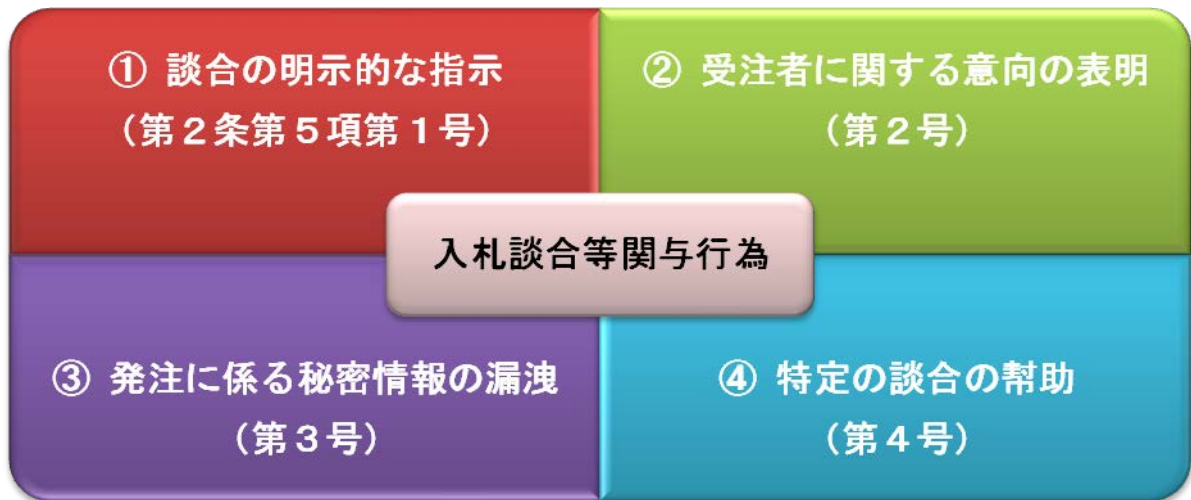 ① 談合の明示的な指示
（第２条第５項第１号）
② 受注者に関する意向の表明
（第２号）
入札談合等関与行為
③ 発注に係る秘密情報の漏洩
（第３号）
④ 特定の談合の幇助
（第４号）